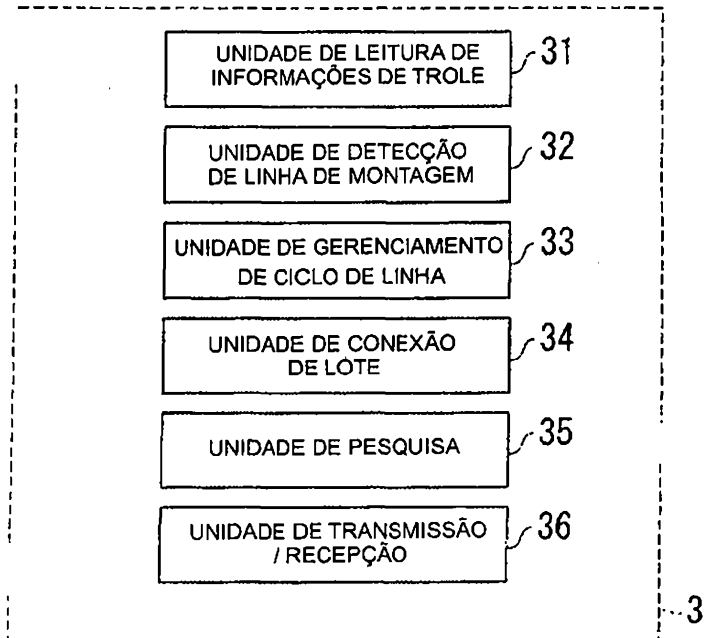 UNIDADE DE LEITURA DE
INFORMAÇÕES DE TROLE
31
UNIDADE DE DETECÇÃO
DE LINHA DE MONTAGEM
32
UNIDADE DE GERENCIAMENTO
DE CICLO DE LINHA
33
UNIDADE DE CONEXÃO
DE LOTE
34
UNIDADE DE PESQUISA
35
UNIDADE DE TRANSMISSÃO
/ RECEPÇÃO
36
3